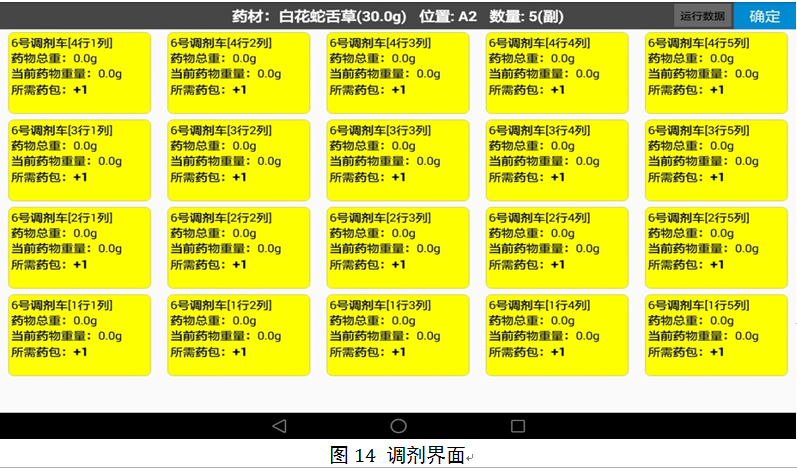 药材：白花蛇舌草(30.0g) 位置: A2 数量: 5(副) 运行数据 确定
6号调剂车[4行1列] 6号调剂车[4行2列] 6号调剂车[4行3列] 6号调剂车[4行4列] 6号调剂车[4行5列]
药物总重：0.0g 药物总重：0.0g 药物总重：0.0g 药物总重：0.0g 药物总重：0.0g
当前药物重量：0.0g 当前药物重量：0.0g 当前药物重量：0.0g 当前药物重量：0.0g 当前药物重量：0.0g
所需药包：+1 所需药包：+1 所需药包：+1 所需药包：+1 所需药包：+1
6号调剂车[3行1列] 6号调剂车[3行2列] 6号调剂车[3行3列] 6号调剂车[3行4列] 6号调剂车[3行5列]
药物总重：0.0g 药物总重：0.0g 药物总重：0.0g 药物总重：0.0g 药物总重：0.0g
当前药物重量：0.0g 当前药物重量：0.0g 当前药物重量：0.0g 当前药物重量：0.0g 当前药物重量：0.0g
所需药包：+1 所需药包：+1 所需药包：+1 所需药包：+1 所需药包：+1
6号调剂车[2行1列] 6号调剂车[2行2列] 6号调剂车[2行3列] 6号调剂车[2行4列] 6号调剂车[2行5列]
药物总重：0.0g 药物总重：0.0g 药物总重：0.0g 药物总重：0.0g 药物总重：0.0g
当前药物重量：0.0g 当前药物重量：0.0g 当前药物重量：0.0g 当前药物重量：0.0g 当前药物重量：0.0g
所需药包：+1 所需药包：+1 所需药包：+1 所需药包：+1 所需药包：+1
6号调剂车[1行1列] 6号调剂车[1行2列] 6号调剂车[1行3列] 6号调剂车[1行4列] 6号调剂车[1行5列]
药物总重：0.0g 药物总重：0.0g 药物总重：0.0g 药物总重：0.0g 药物总重：0.0g
当前药物重量：0.0g 当前药物重量：0.0g 当前药物重量：0.0g 当前药物重量：0.0g 当前药物重量：0.0g
所需药包：+1 所需药包：+1 所需药包：+1 所需药包：+1 所需药包：+1
图 14 调剂界面